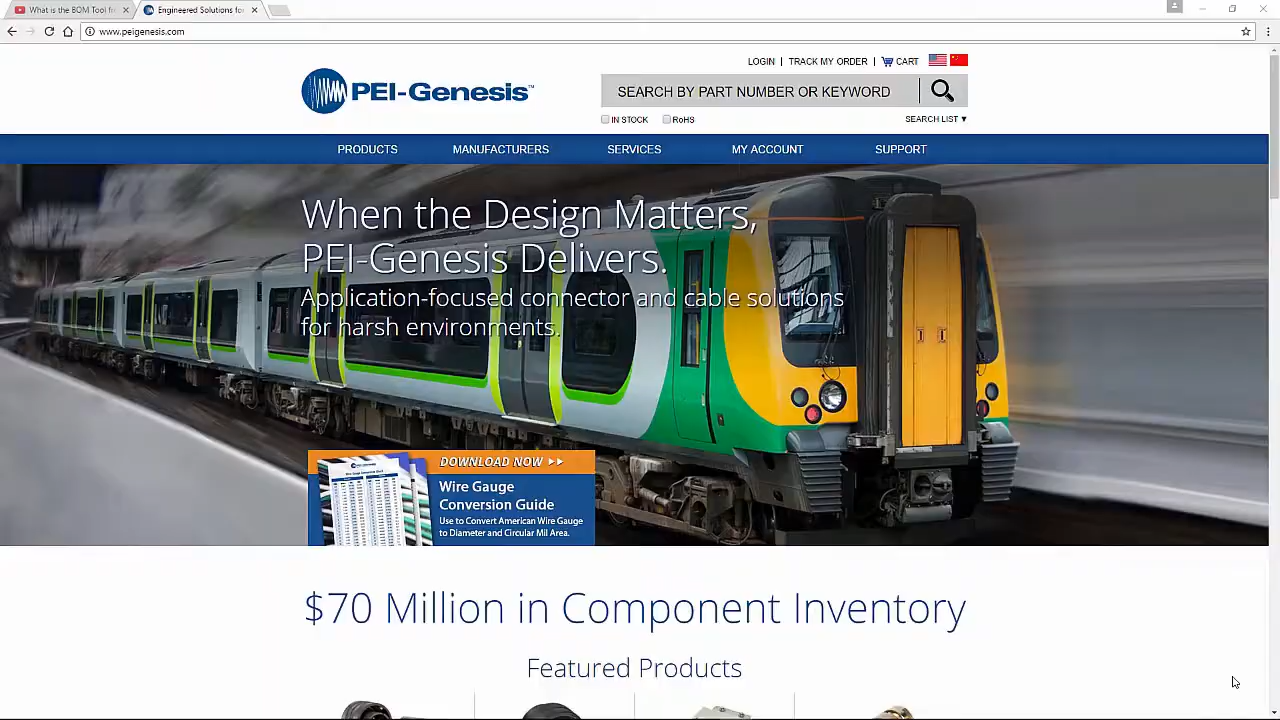 What is the BOM Tool fr
Engineered Solutions fo
www.peigenesis.com
LOGIN | TRACK MY ORDER | CART
PEI-Genesis™
SEARCH BY PART NUMBER OR KEYWORD
IN STOCK RoHS SEARCH LIST ▼
PRODUCTS MANUFACTURERS SERVICES MY ACCOUNT SUPPORT
When the Design Matters,
PEI-Genesis Delivers.
Application-focused connector and cable solutions
for harsh environments.
DOWNLOAD NOW
Wire Gauge
Conversion Guide
Use to Convert American Wire Gauge
to Diameter and Circular Mil Area.
$70 Million in Component Inventory
Featured Products